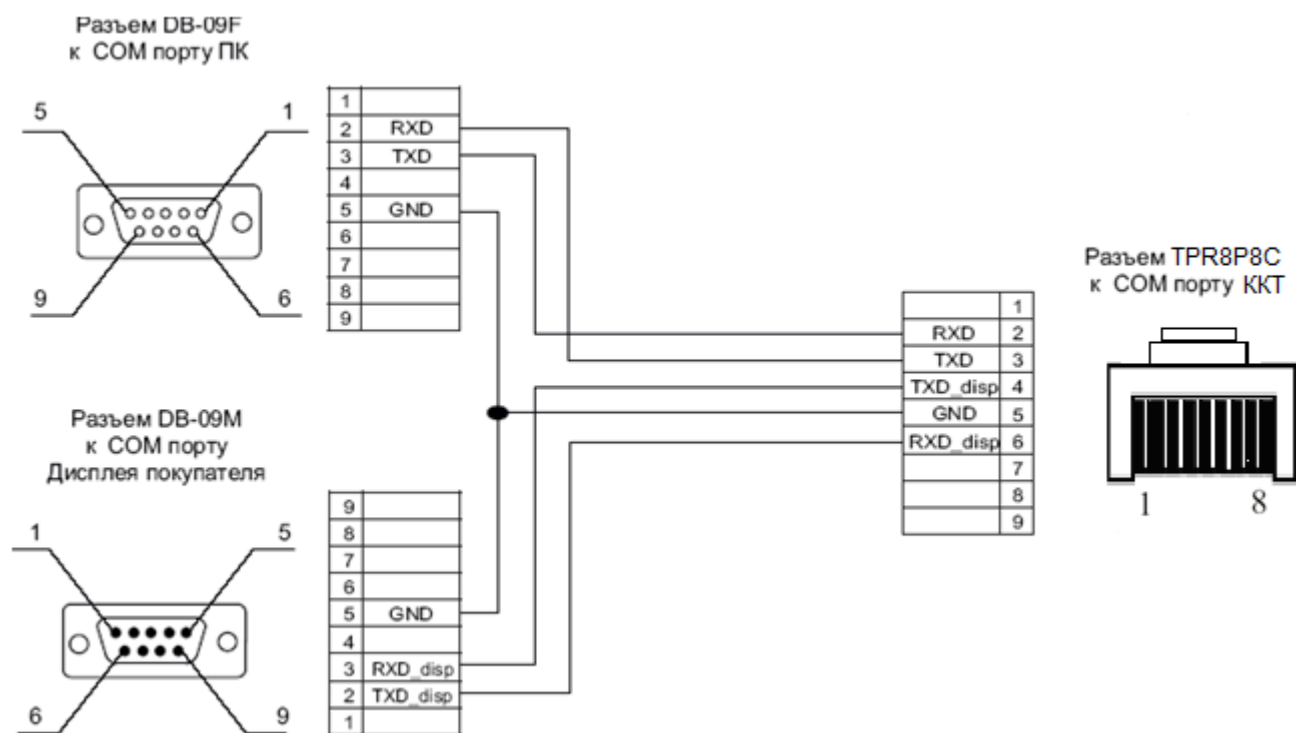 Разъем DB-09F
к COM порту ПК
5
1
9
6
1
2 RXD
3 TXD
4
5 GND
6
7
8
9
Разъем DB-09M
к COM порту
Дисплея покупателя
1
5
6
9
9
8
7
6
5 GND
4
3 RXD_disp
2 TXD_disp
1
1
RXD 2
TXD 3
TXD_disp 4
GND 5
RXD_disp 6
7
8
9
Разъем TPR8P8C
к COM порту ККТ
1
8